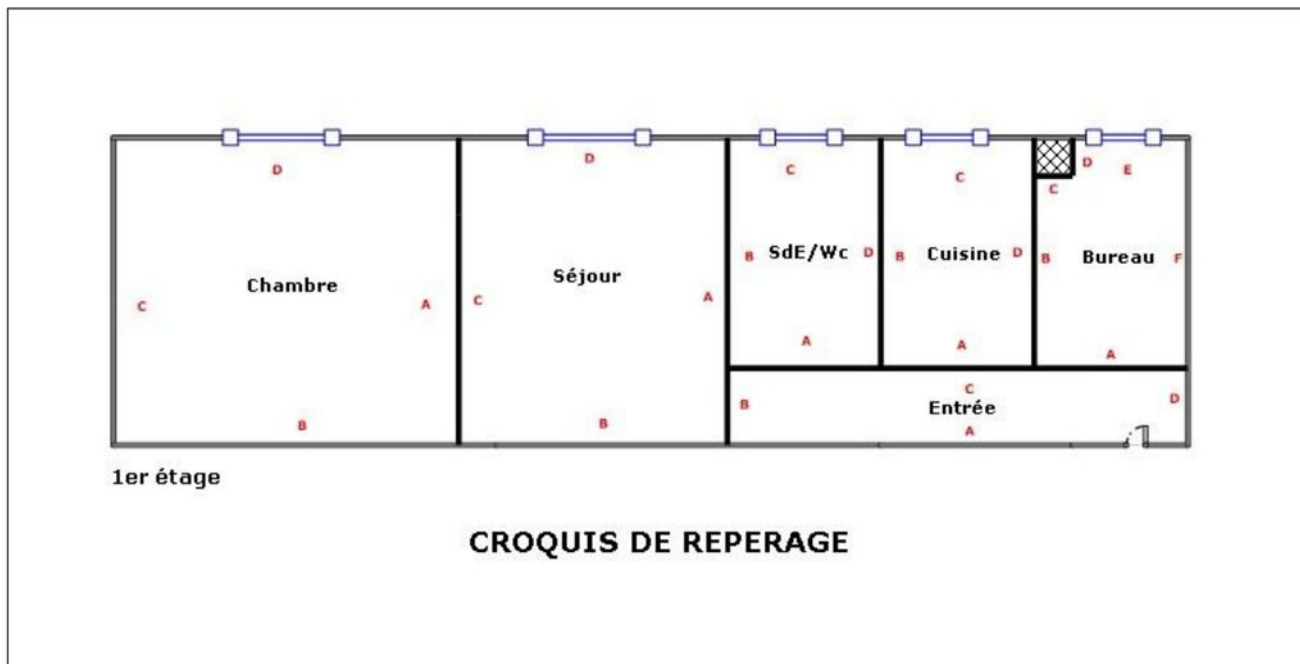 D
D
C
C
D
E
C
Chambre
Séjour
SdE/Wc
Cuisine
Bureau
C
A
C
A
B
D
B
D
B
F
B
B
A
A
A
C
Entrée
B
D
A
1er étage
CROQUIS DE REPERAGE